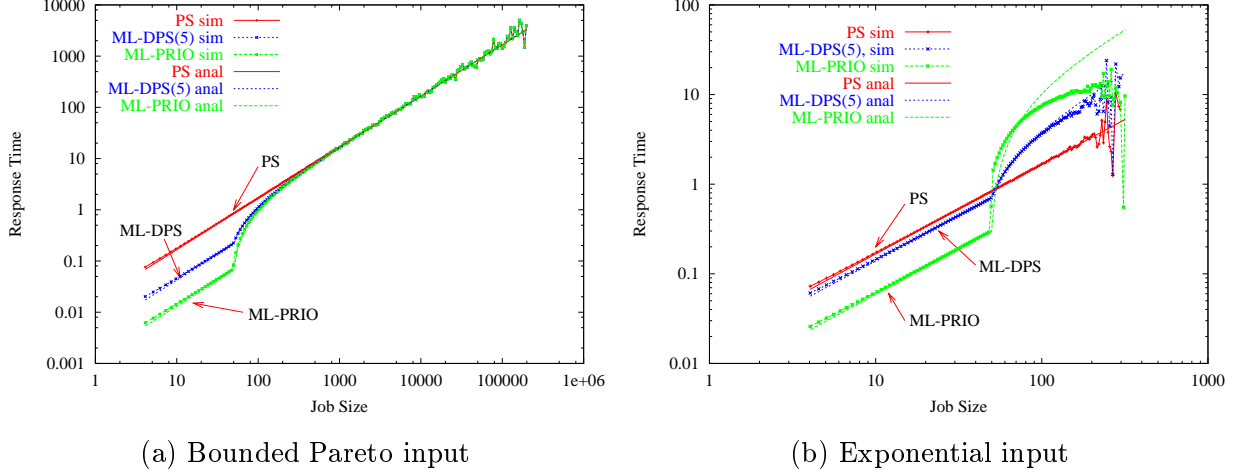 10000
1000
100
10
1
0.1
0.01
0.001
Response Time
PS sim
ML-DPS(5) sim
ML-PRIO sim
PS anal
ML-DPS(5) anal
ML-PRIO anal
PS
ML-DPS
ML-PRIO
1 10 100 1000 10000 100000 1e+06
Job Size
(a) Bounded Pareto input
100
10
1
0.1
0.01
Response Time
PS sim
ML-DPS(5), sim
ML-PRIO sim
PS anal
ML-DPS(5) anal
ML-PRIO anal
PS
ML-DPS
ML-PRIO
1 10 100 1000
Job Size
(b) Exponential input